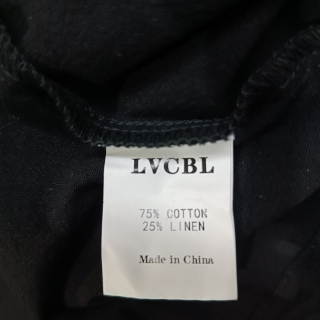 LVCBL
75% COTTON
25% LINEN
Made in China